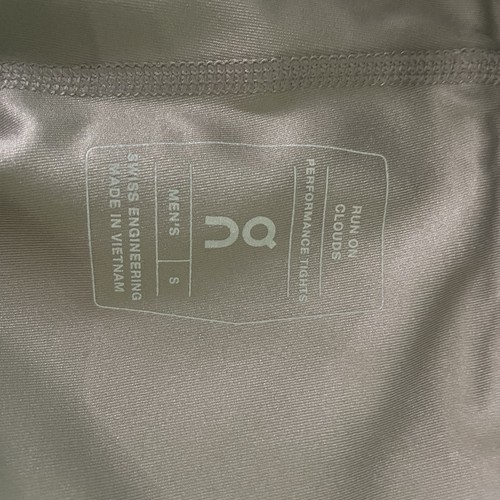 RUN ON
CLOUDS
PERFORMANCE TIGHTS
MEN'S S
SWISS ENGINEERING
MADE IN VIETNAM